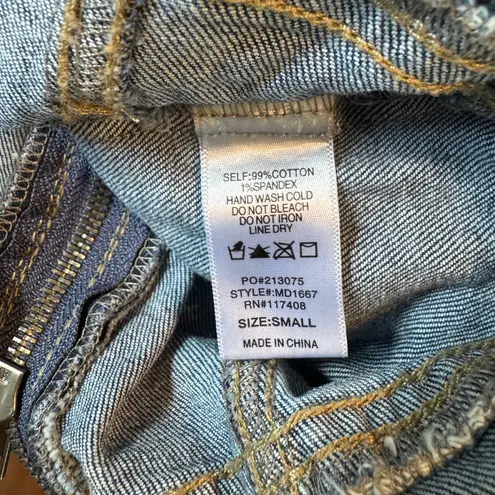 SELF:99%COTTON
1%SPANDEX
HAND WASH COLD
DO NOT BLEACH
DO NOT IRON
LINE DRY
PO#213075
STYLE#:MD1667
RN#117408
SIZE:SMALL
MADE IN CHINA